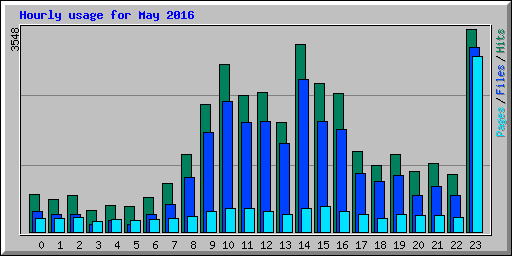 Hourly usage for May 2016
3548
Pages/Files/Hits
0 1 2 3 4 5 6 7 8 9 10 11 12 13 14 15 16 17 18 19 20 21 22 23